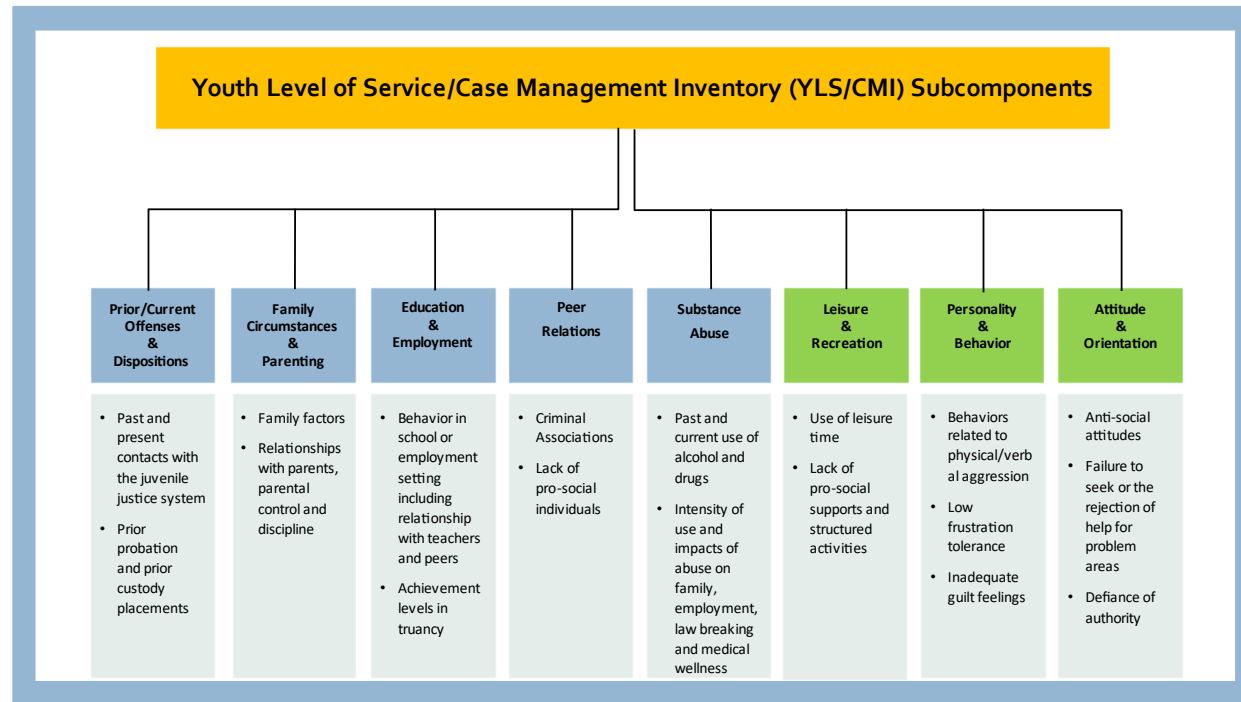 Youth Level of Service/Case Management Inventory (YLS/CMI) Subcomponents
Prior/Current
Offenses
&
Dispositions
• Past and
present
contacts with
the juvenile
justice system
• Prior
probation
and prior
custody
placements
Family
Circumstances
&
Parenting
• Family factors
• Relationships
with parents,
parental
control and
discipline
Education
&
Employment
• Behavior in
school or
employment
setting
including
relationship
with teachers
and peers
• Achievement
levels in
truancy
Peer
Relations
• Criminal
Associations
• Lack of
pro-social
individuals
Substance
Abuse
• Past and
current use of
alcohol and
drugs
• Intensity of
use and
impacts of
abuse on
family,
employment,
law breaking
and medical
wellness
Leisure
&
Recreation
• Use of leisure
time
• Lack of
pro-social
supports and
structured
activities
Personality
&
Behavior
• Behaviors
related to
physical/verb
al aggression
• Low
frustration
tolerance
• Inadequate
guilt feelings
Attitude
&
Orientation
• Anti-social
attitudes
• Failure to
seek or the
rejection of
help for
problem
areas
• Defiance of
authority